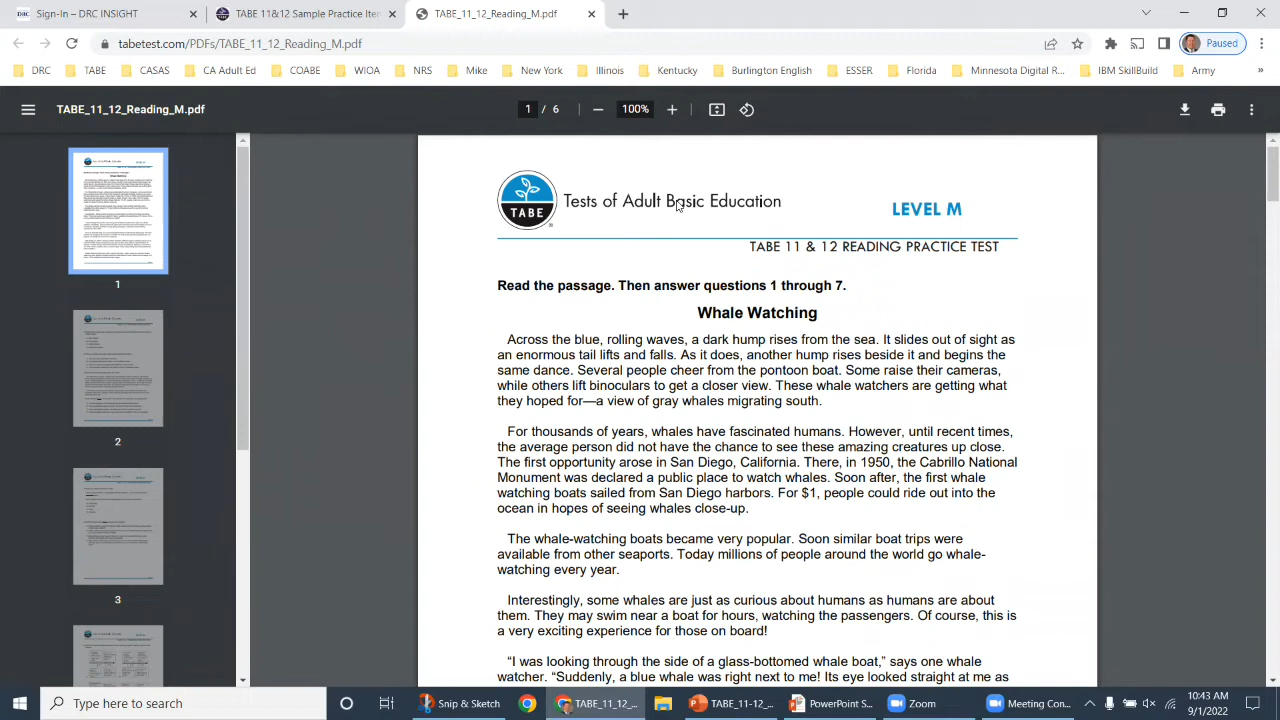 Sign-In - DRC INSIGHT
TABE 11&12 Sample Practice Iter
TABE_11_12_Reading_M.pdf
tabetest.com/PDFs/TABE_11_12_Reading_M.pdf
Paused
DRC TABE CASAS CA Adult Ed COABE WIOA NRS Mike New York Illinois Kentucky Burlington English ESSER Florida Minnesota Digital R... IBM SkillBuild Army »
TABE_11_12_Reading_M.pdf
1 / 6
100%
TABE
Tests of Adult Basic Education
LEVEL M
TABE 11 & 12 READING PRACTICE TEST
Read the passage. Then answer questions 1 through 7.
Whale Watching
Across the blue, rolling waves, a dark hump rises from the sea. It slides out of sight as
an enormous tail lifts and falls. As it does, another hump rises beside it and begins the
same dance. Several people cheer from the pontoon boat. Some raise their cameras,
while others lift binoculars to get a closer view. These whale watchers are getting what
they hoped for—a view of gray whales migrating south.
For thousands of years, whales have fascinated humans. However, until recent times,
the average person did not have the chance to see these amazing creatures up close.
The first opportunity arose in San Diego, California. There, in 1950, the Cabrillo National
Monument was declared a public place to watch whales. Soon after, the first whale
watching boats sailed from San Diego harbors. For $1, people could ride out into the
ocean in hopes of seeing whales close-up.
The whale-watching boats became very popular. Soon similar boat trips were
available from other seaports. Today millions of people around the world go whale-
watching every year.
Interestingly, some whales are just as curious about humans as humans are about
them. They may swim near a boat for hours, watching the passengers. Of course, this is
a very exciting experience for those on board!
“I was looking through the side of a glass-bottomed whale boat,” says one whale
watcher. “Suddenly, a blue whale was right next to me! Its eye looked straight at me as
1
2
3
Type here to search
Snip & Sketch
TABE_11_12_...
TABE_11-12_...
PowerPoint S...
Zoom
Meeting Con...
10:43 AM
9/1/2022